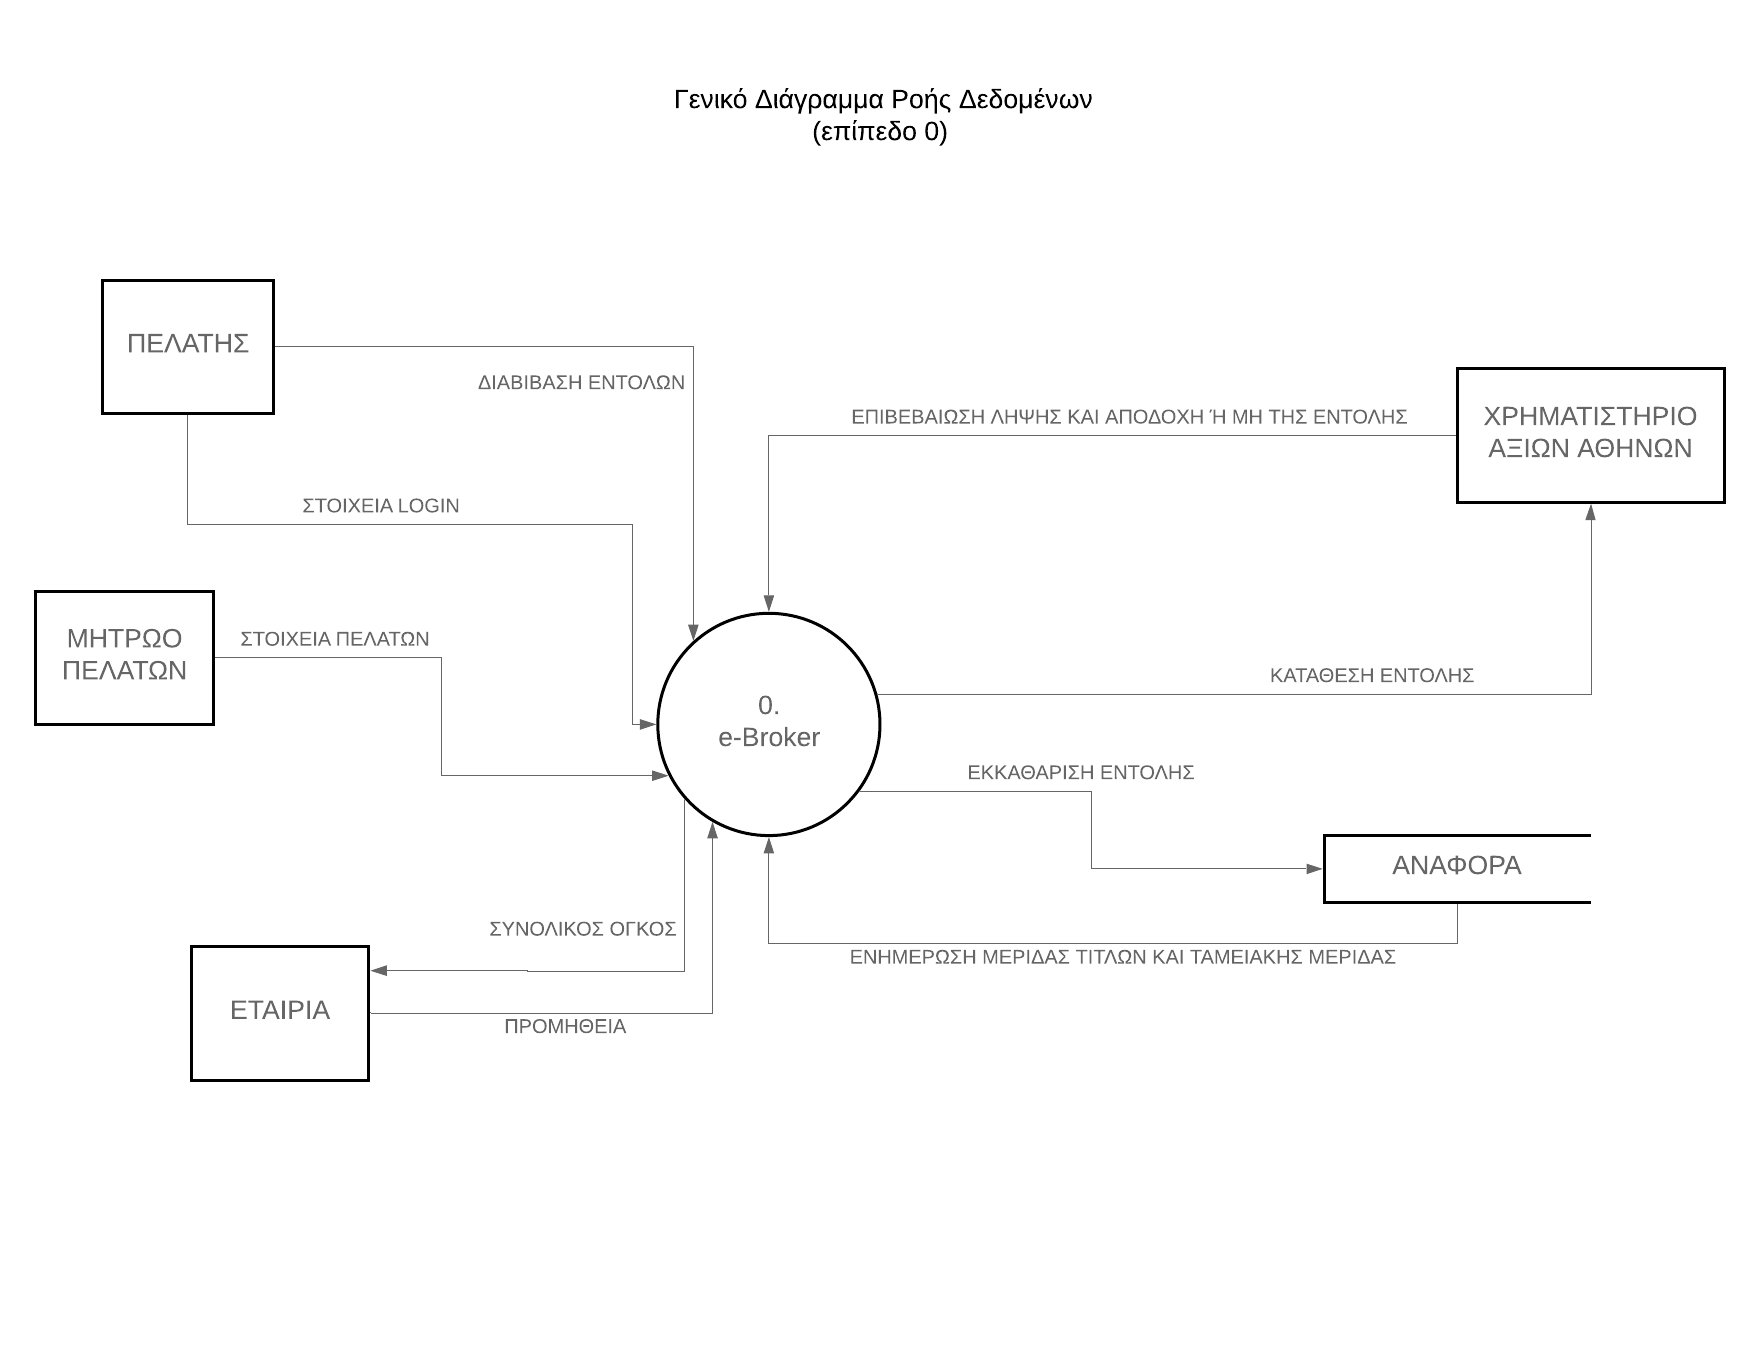 Γενικό Διάγραμμα Ροής Δεδομένων
(επίπεδο 0)
ΠΕΛΑΤΗΣ
ΔΙΑΒΙΒΑΣΗ ΕΝΤΟΛΩΝ
ΕΠΙΒΕΒΑΙΩΣΗ ΛΗΨΗΣ ΚΑΙ ΑΠΟΔΟΧΗ Ή ΜΗ ΤΗΣ ΕΝΤΟΛΗΣ
ΧΡΗΜΑΤΙΣΤΗΡΙΟ
ΑΞΙΩΝ ΑΘΗΝΩΝ
ΣΤΟΙΧΕΙΑ LOGIN
ΜΗΤΡΩΟ
ΠΕΛΑΤΩΝ
ΣΤΟΙΧΕΙΑ ΠΕΛΑΤΩΝ
0.
e-Broker
ΚΑΤΑΘΕΣΗ ΕΝΤΟΛΗΣ
ΕΚΚΑΘΑΡΙΣΗ ΕΝΤΟΛΗΣ
ΑΝΑΦΟΡΑ
ΣΥΝΟΛΙΚΟΣ ΟΓΚΟΣ
ΕΝΗΜΕΡΩΣΗ ΜΕΡΙΔΑΣ ΤΙΤΛΩΝ ΚΑΙ ΤΑΜΕΙΑΚΗΣ ΜΕΡΙΔΑΣ
ΕΤΑΙΡΙΑ
ΠΡΟΜΗΘΕΙΑ